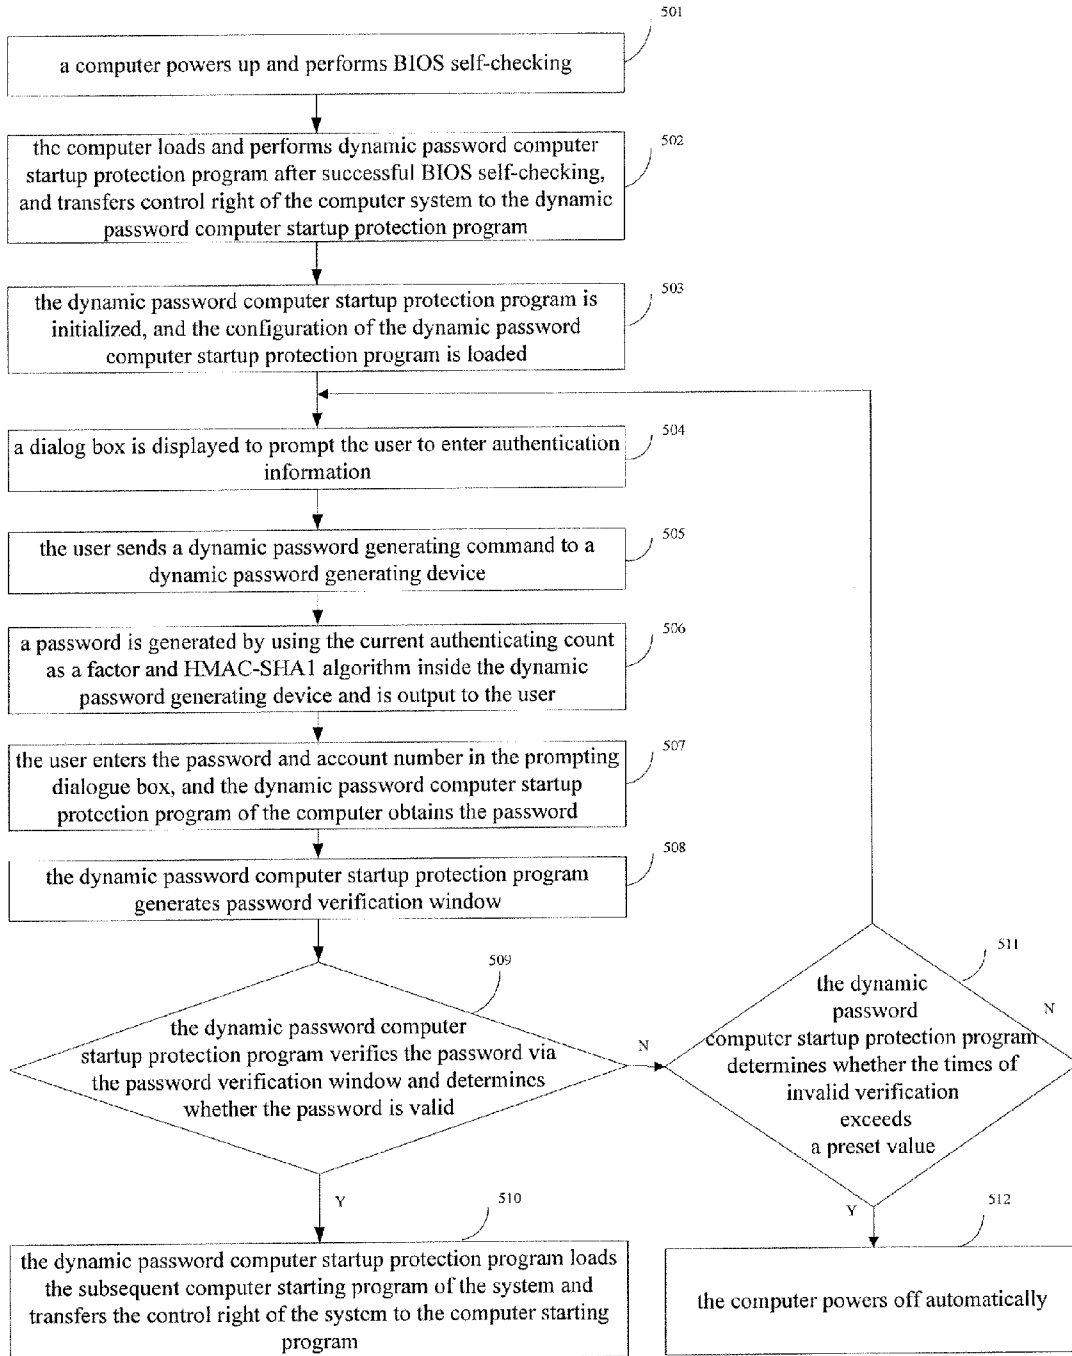 501
a computer powers up and performs BIOS self-checking
502
the computer loads and performs dynamic password computer
startup protection program after successful BIOS self-checking,
and transfers control right of the computer system to the dynamic
password computer startup protection program
503
the dynamic password computer startup protection program is
initialized, and the configuration of the dynamic password
computer startup protection program is loaded
504
a dialog box is displayed to prompt the user to enter authentication
information
505
the user sends a dynamic password generating command to a
dynamic password generating device
506
a password is generated by using the current authenticating count
as a factor and HMAC-SHA1 algorithm inside the dynamic
password generating device and is output to the user
507
the user enters the password and account number in the prompting
dialogue box, and the dynamic password computer startup
protection program of the computer obtains the password
508
the dynamic password computer startup protection program
generates password verification window
509
the dynamic password computer
startup protection program verifies the password via
the password verification window and determines
whether the password is valid
N
Y
511
the dynamic
password
computer startup protection program
determines whether the times of
invalid verification
exceeds
a preset value
N
Y
510
the dynamic password computer startup protection program loads
the subsequent computer starting program of the system and
transfers the control right of the system to the computer starting
program
512
the computer powers off automatically